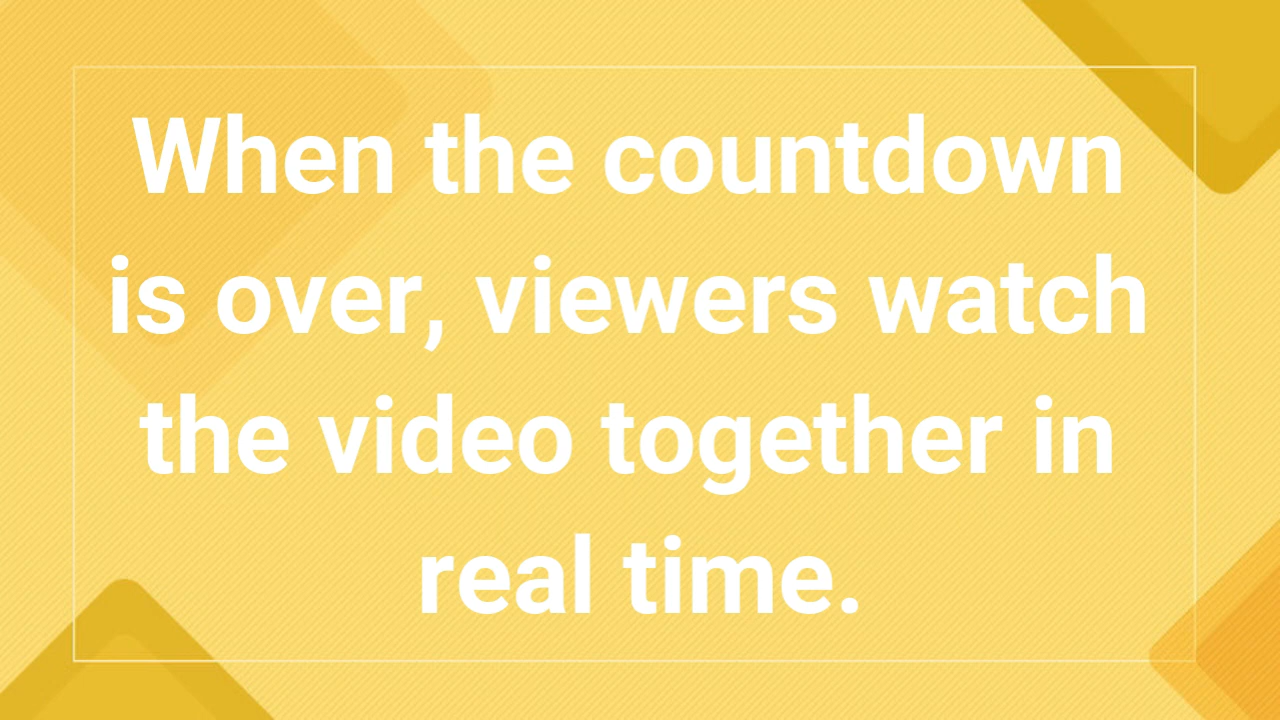 When the countdown
is over, viewers watch
the video together in
real time.